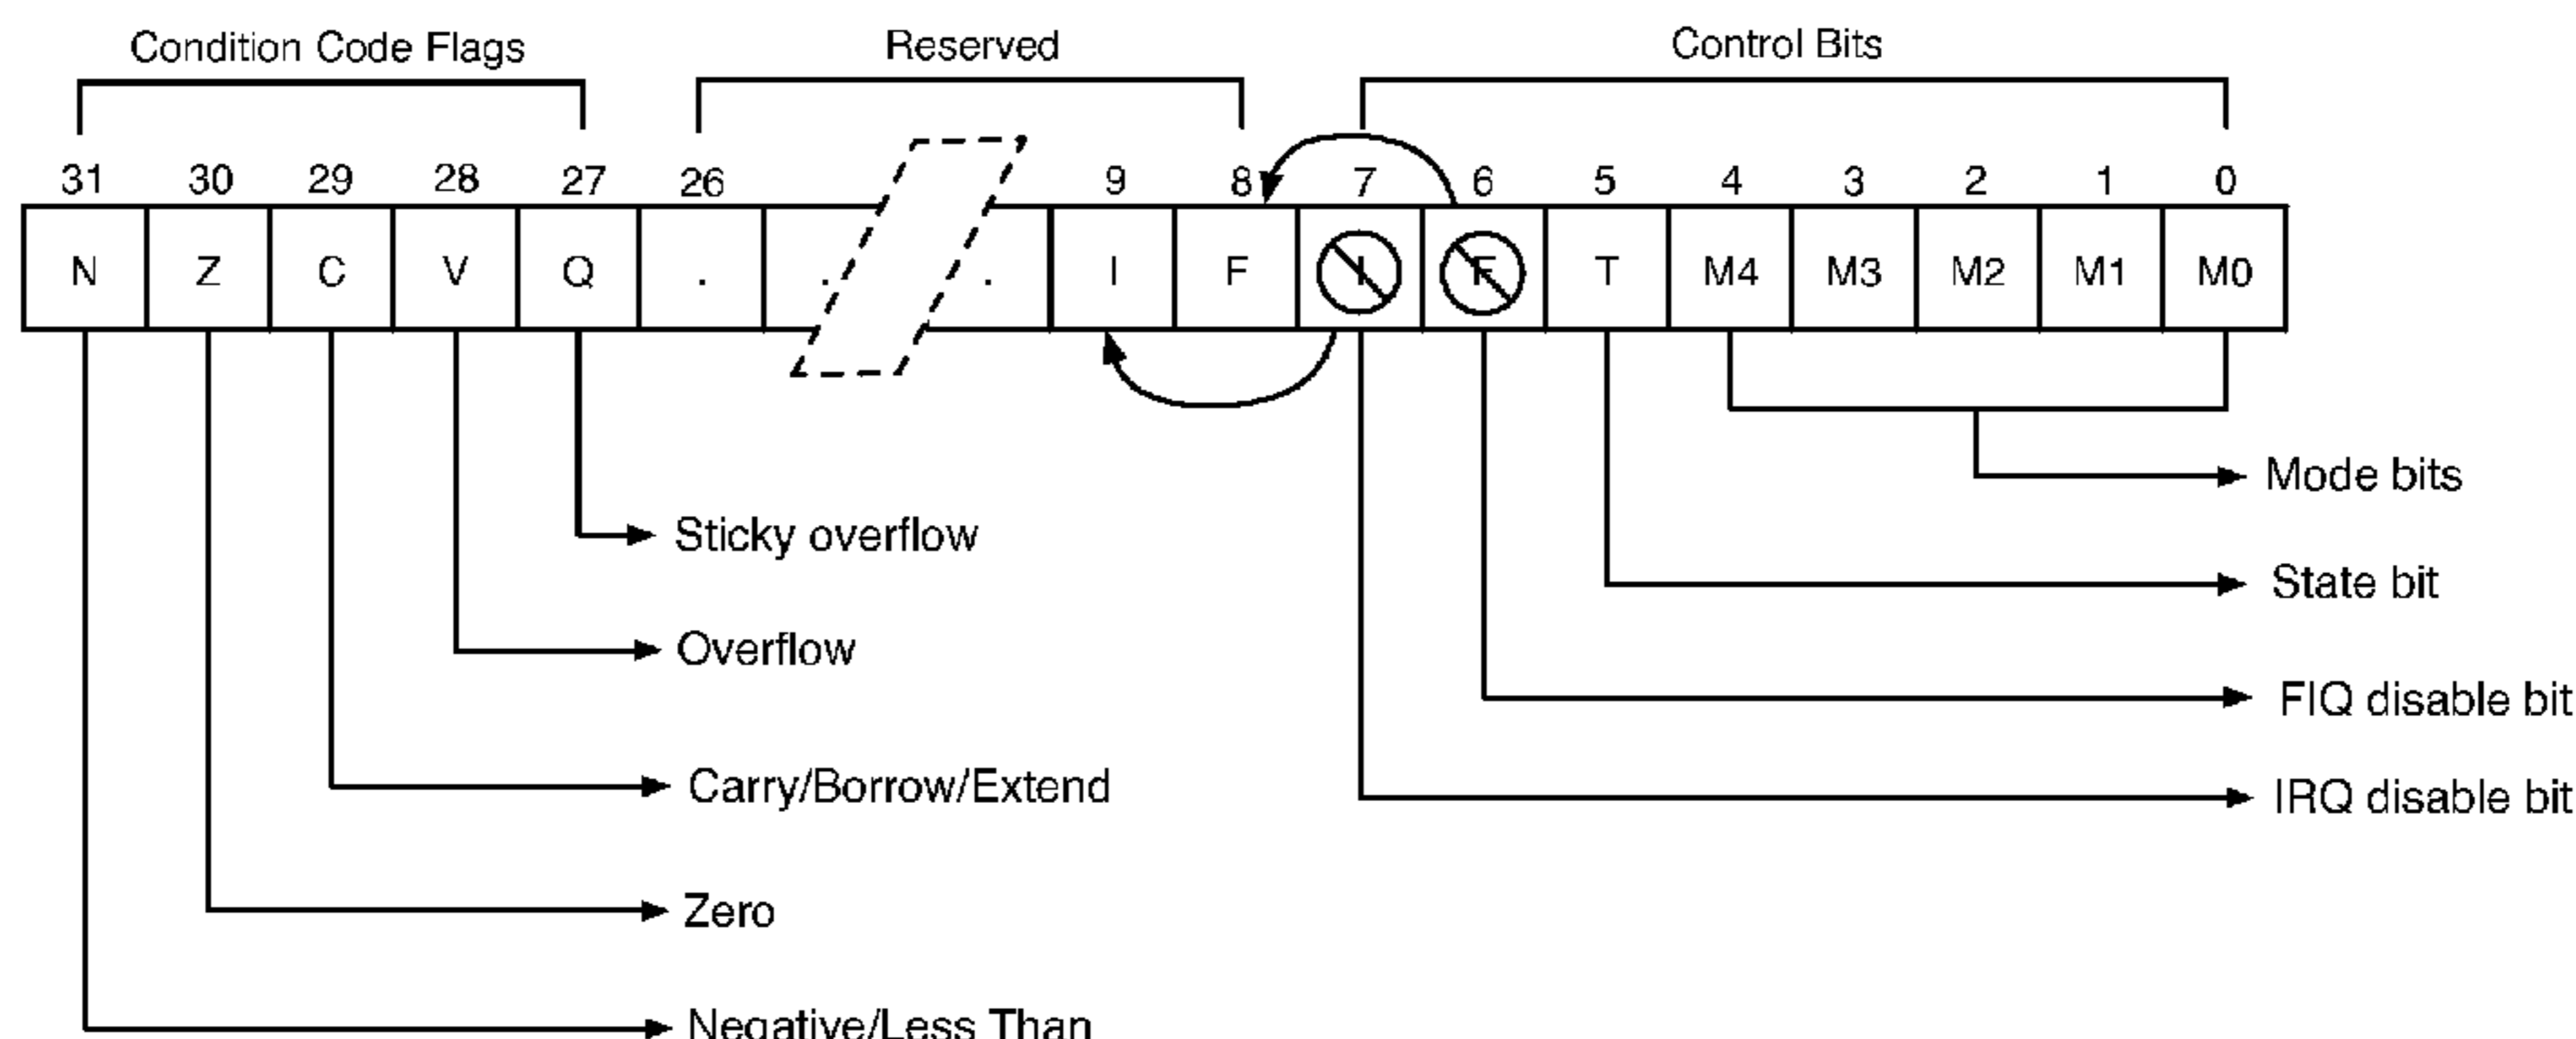 Condition Code Flags Reserved Control Bits
31 30 29 28 27 26 9 8 7 6 5 4 3 2 1 0
N Z C V Q . . . I F I F T M4 M3 M2 M1 M0
Mode bits
Sticky overflow
State bit
Overflow
FIQ disable bit
Carry/Borrow/Extend
IRQ disable bit
Zero
Negative/Less Than